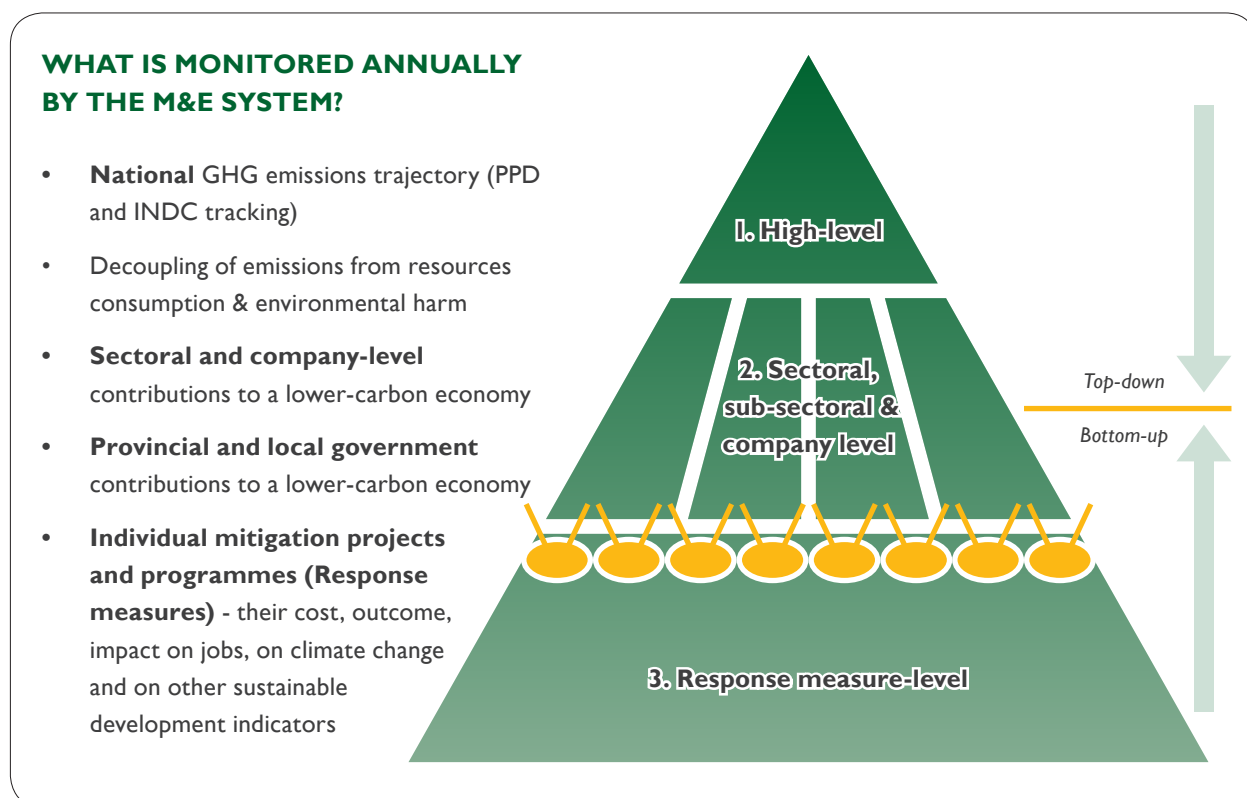 WHAT IS MONITORED ANNUALLY
BY THE M&E SYSTEM?
• National GHG emissions trajectory (PPD
and INDC tracking)
• Decoupling of emissions from resources
consumption & environmental harm
• Sectoral and company-level
contributions to a lower-carbon economy
• Provincial and local government
contributions to a lower-carbon economy
• Individual mitigation projects
and programmes (Response
measures) - their cost, outcome,
impact on jobs, on climate change
and on other sustainable
development indicators
1. High-level
2. Sectoral,
sub-sectoral &
company level
3. Response measure-level
Top-down
Bottom-up